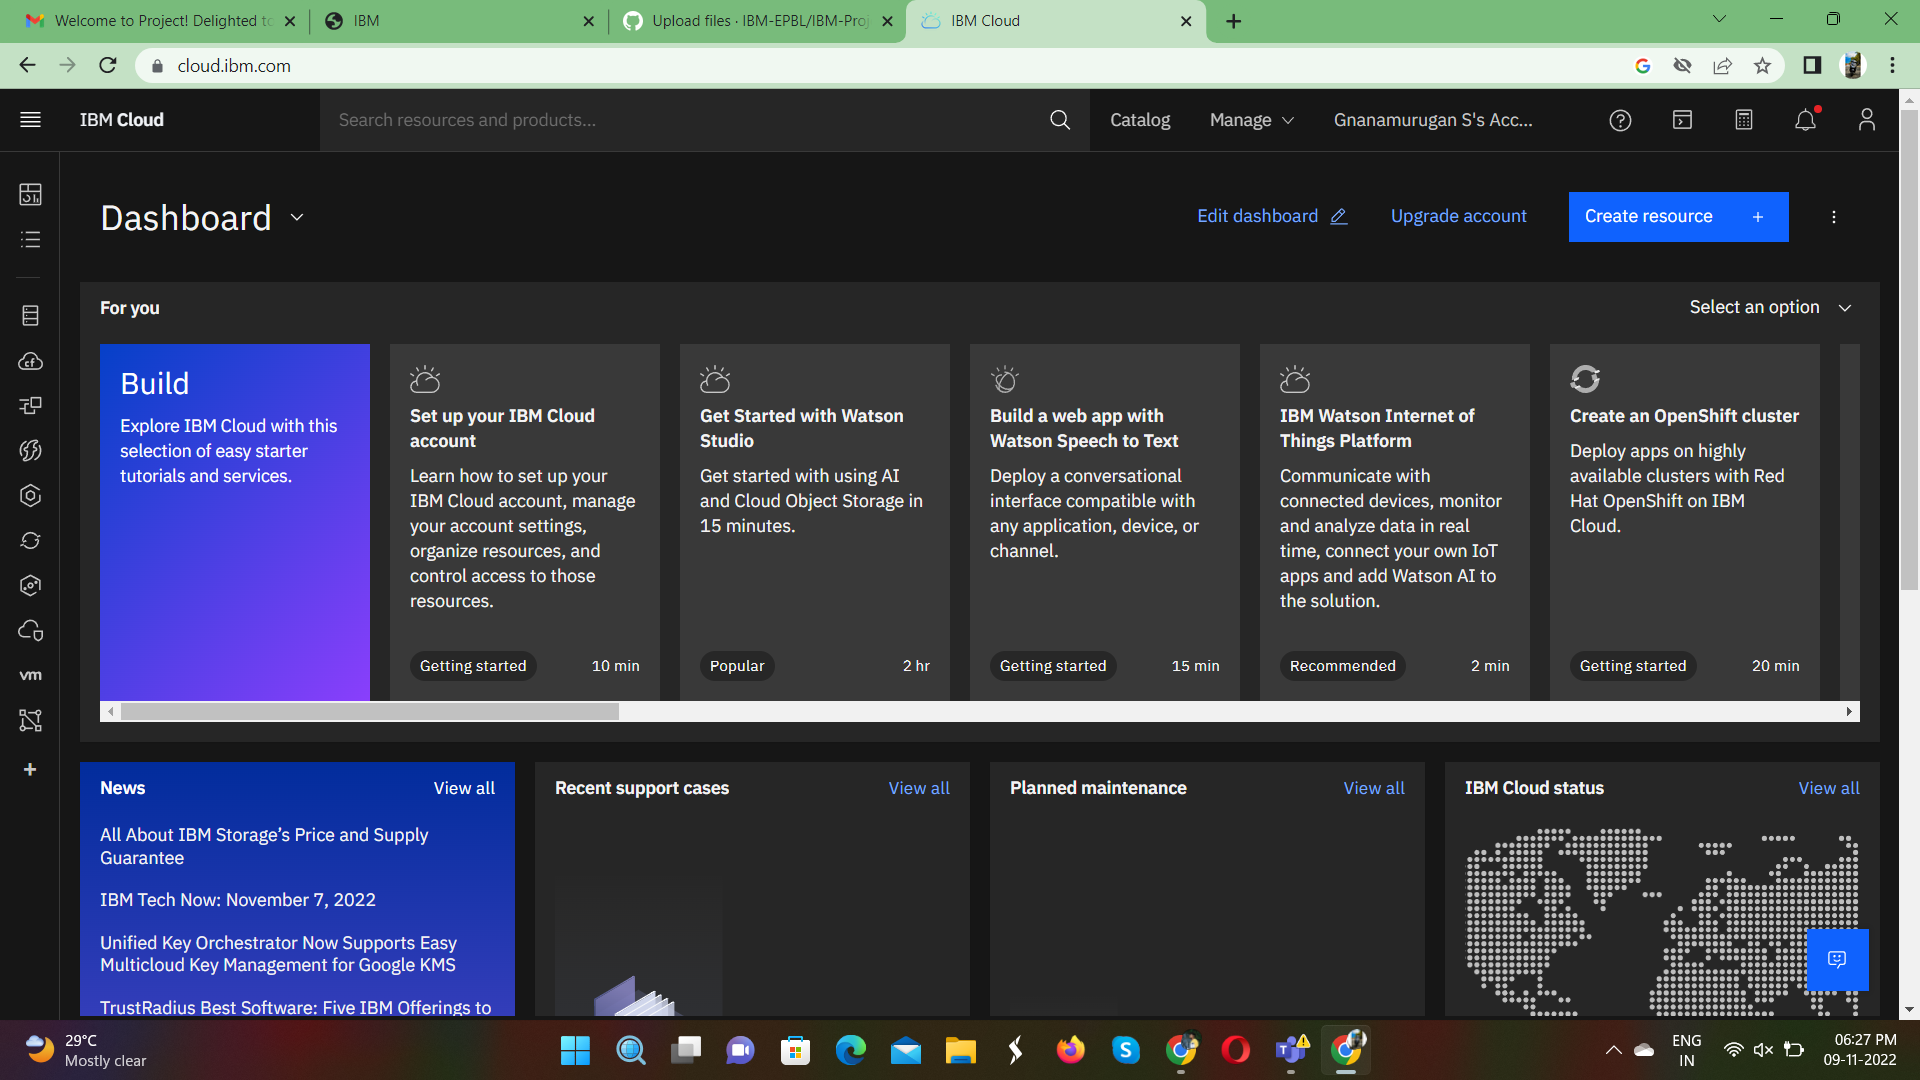 Welcome to Project! Delighted to
IBM
Upload files · IBM-EPBL/IBM-Proj
IBM Cloud
cloud.ibm.com
IBM Cloud
Search resources and products...
Catalog
Manage
Gnanamurugan S's Acc...
Dashboard
Edit dashboard
Upgrade account
Create resource
For you
Select an option
Build
Explore IBM Cloud with this
selection of easy starter
tutorials and services.
Set up your IBM Cloud
account
Learn how to set up your
IBM Cloud account, manage
your account settings,
organize resources, and
control access to those
resources.
Getting started
10 min
Get Started with Watson
Studio
Get started with using AI
and Cloud Object Storage in
15 minutes.
Popular
2 hr
Build a web app with
Watson Speech to Text
Deploy a conversational
interface compatible with
any application, device, or
channel.
Getting started
15 min
IBM Watson Internet of
Things Platform
Communicate with
connected devices, monitor
and analyze data in real
time, connect your own IoT
apps and add Watson AI to
the solution.
Recommended
2 min
Create an OpenShift cluster
Deploy apps on highly
available clusters with Red
Hat OpenShift on IBM
Cloud.
Getting started
20 min
vm
News
View all
All About IBM Storage’s Price and Supply
Guarantee
IBM Tech Now: November 7, 2022
Unified Key Orchestrator Now Supports Easy
Multicloud Key Management for Google KMS
TrustRadius Best Software: Five IBM Offerings to
Recent support cases
View all
Planned maintenance
View all
IBM Cloud status
View all
29°C
Mostly clear
ENG
IN
06:27 PM
09-11-2022